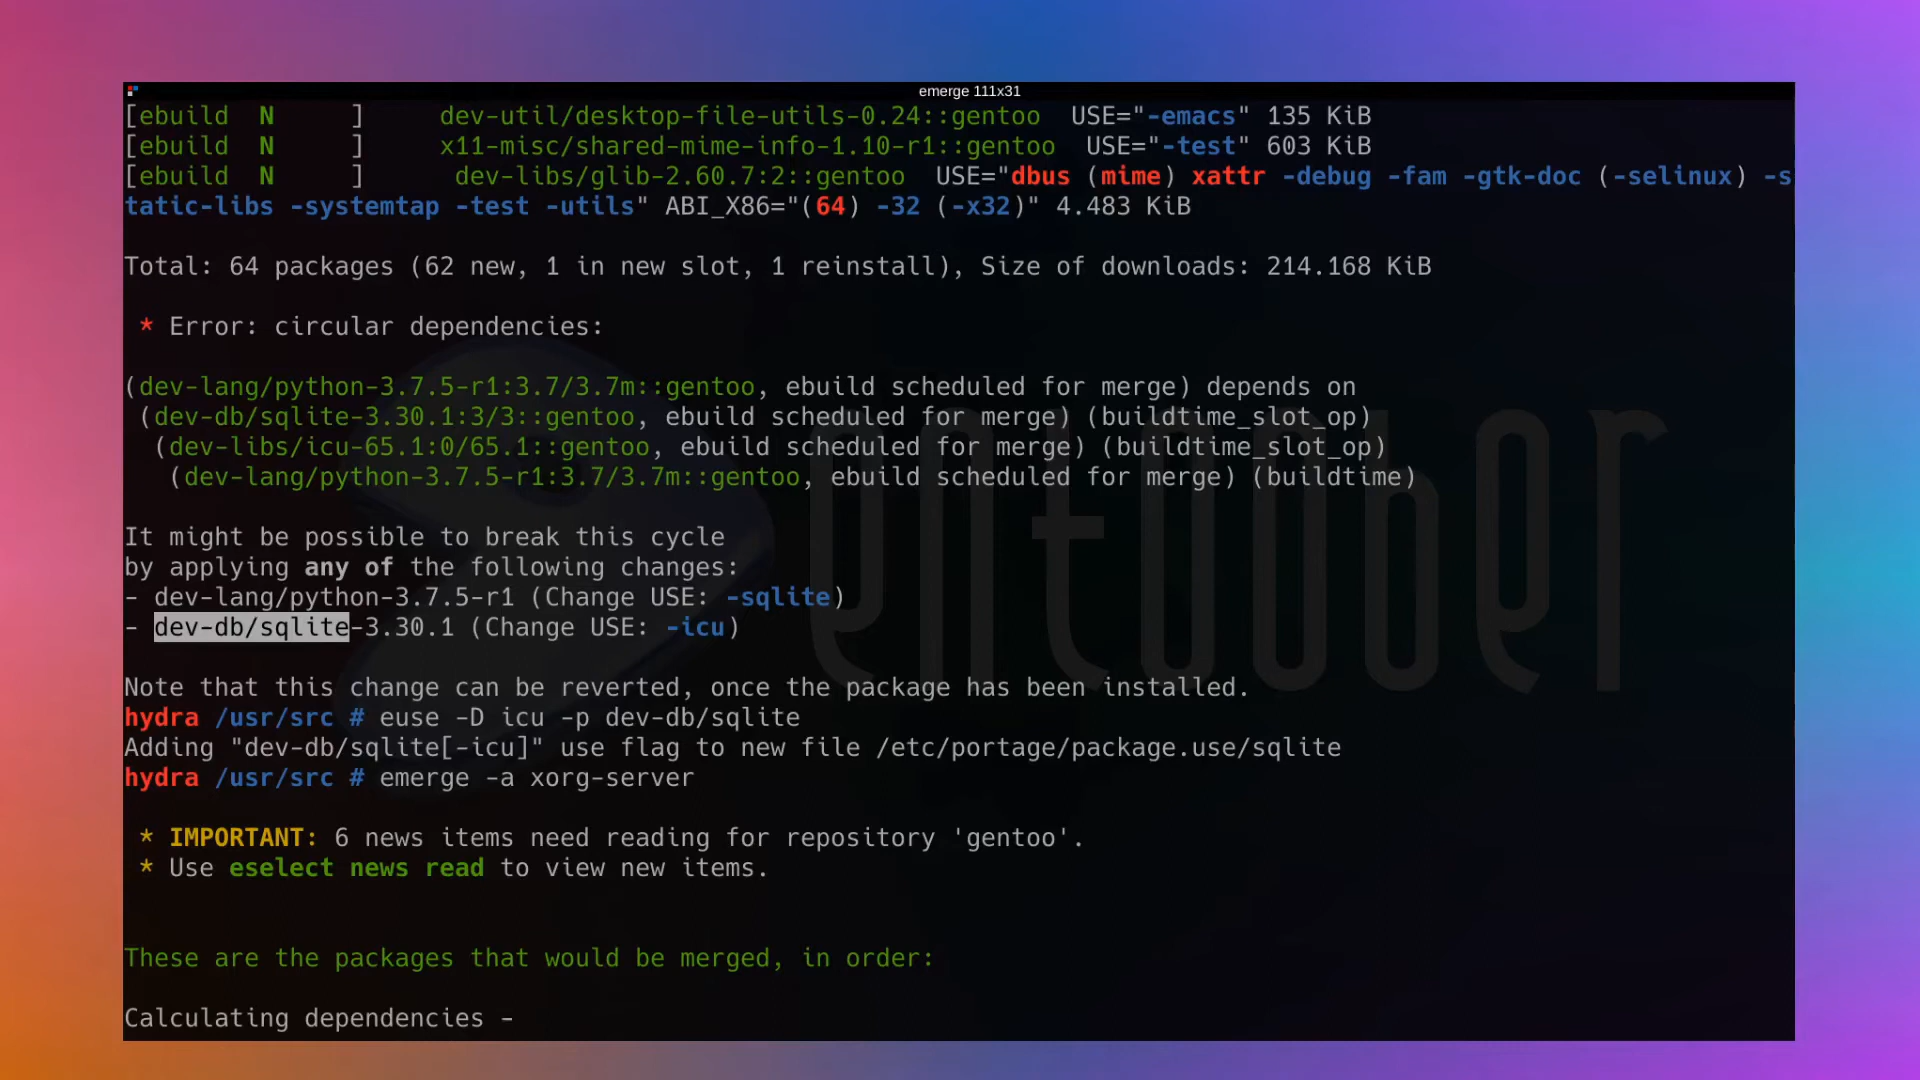 emerge 111x31
[ebuild  N     ]     dev-util/desktop-file-utils-0.24::gentoo  USE="-emacs" 135 KiB
[ebuild  N     ]     x11-misc/shared-mime-info-1.10-r1::gentoo  USE="-test" 603 KiB
[ebuild  N     ]      dev-libs/glib-2.60.7:2::gentoo  USE="dbus (mime) xattr -debug -fam -gtk-doc (-selinux) -s
tatic-libs -systemtap -test -utils" ABI_X86="(64) -32 (-x32)" 4.483 KiB
Total: 64 packages (62 new, 1 in new slot, 1 reinstall), Size of downloads: 214.168 KiB
 * Error: circular dependencies:
(dev-lang/python-3.7.5-r1:3.7/3.7m::gentoo, ebuild scheduled for merge) depends on
 (dev-db/sqlite-3.30.1:3/3::gentoo, ebuild scheduled for merge) (buildtime_slot_op)
  (dev-libs/icu-65.1:0/65.1::gentoo, ebuild scheduled for merge) (buildtime_slot_op)
   (dev-lang/python-3.7.5-r1:3.7/3.7m::gentoo, ebuild scheduled for merge) (buildtime)
It might be possible to break this cycle
by applying any of the following changes:
- dev-lang/python-3.7.5-r1 (Change USE: -sqlite)
- dev-db/sqlite-3.30.1 (Change USE: -icu)
Note that this change can be reverted, once the package has been installed.
hydra /usr/src # euse -D icu -p dev-db/sqlite
Adding "dev-db/sqlite[-icu]" use flag to new file /etc/portage/package.use/sqlite
hydra /usr/src # emerge -a xorg-server
 * IMPORTANT: 6 news items need reading for repository 'gentoo'.
 * Use eselect news read to view new items.
These are the packages that would be merged, in order:
Calculating dependencies -
entoober